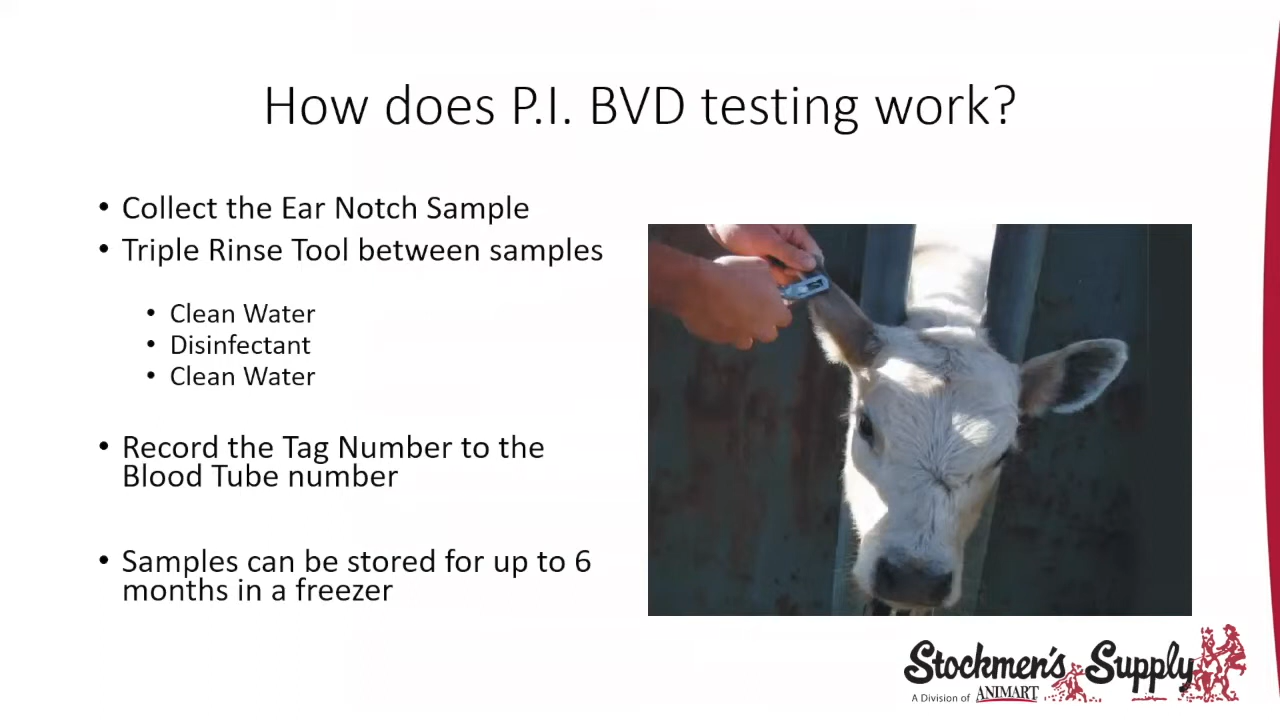 How does P.I. BVD testing work?
• Collect the Ear Notch Sample
• Triple Rinse Tool between samples
• Clean Water
• Disinfectant
• Clean Water
• Record the Tag Number to the
Blood Tube number
• Samples can be stored for up to 6
months in a freezer
Stockmen's Supply
A Division of ANIMART